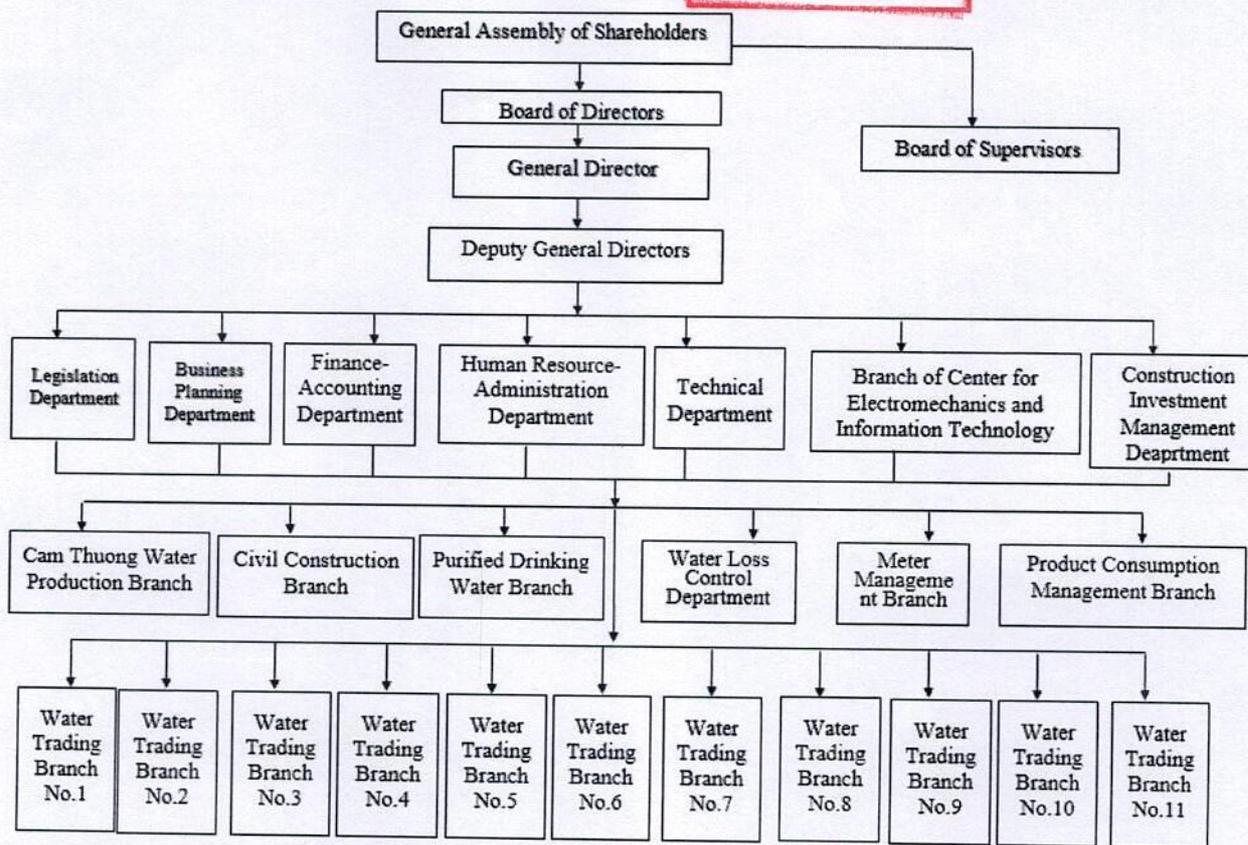 General Assembly of Shareholders
Board of Directors
Board of Supervisors
General Director
Deputy General Directors
Legislation
Department
Business
Planning
Department
Finance-
Accounting
Department
Human Resource-
Administration
Department
Technical
Department
Branch of Center for
Electromechanics and
Information Technology
Construction
Investment
Management
Deaprtment
Cam Thuong Water
Production Branch
Civil Construction
Branch
Purified Drinking
Water Branch
Water Loss
Control
Department
Meter
Manageme
nt Branch
Product Consumption
Management Branch
Water
Trading
Branch
No.1
Water
Trading
Branch
No.2
Water
Trading
Branch
No.3
Water
Trading
Branch
No.4
Water
Trading
Branch
No.5
Water
Trading
Branch
No.6
Water
Trading
Branch
No.7
Water
Trading
Branch
No.8
Water
Trading
Branch
No.9
Water
Trading
Branch
No.10
Water
Trading
Branch
No.11